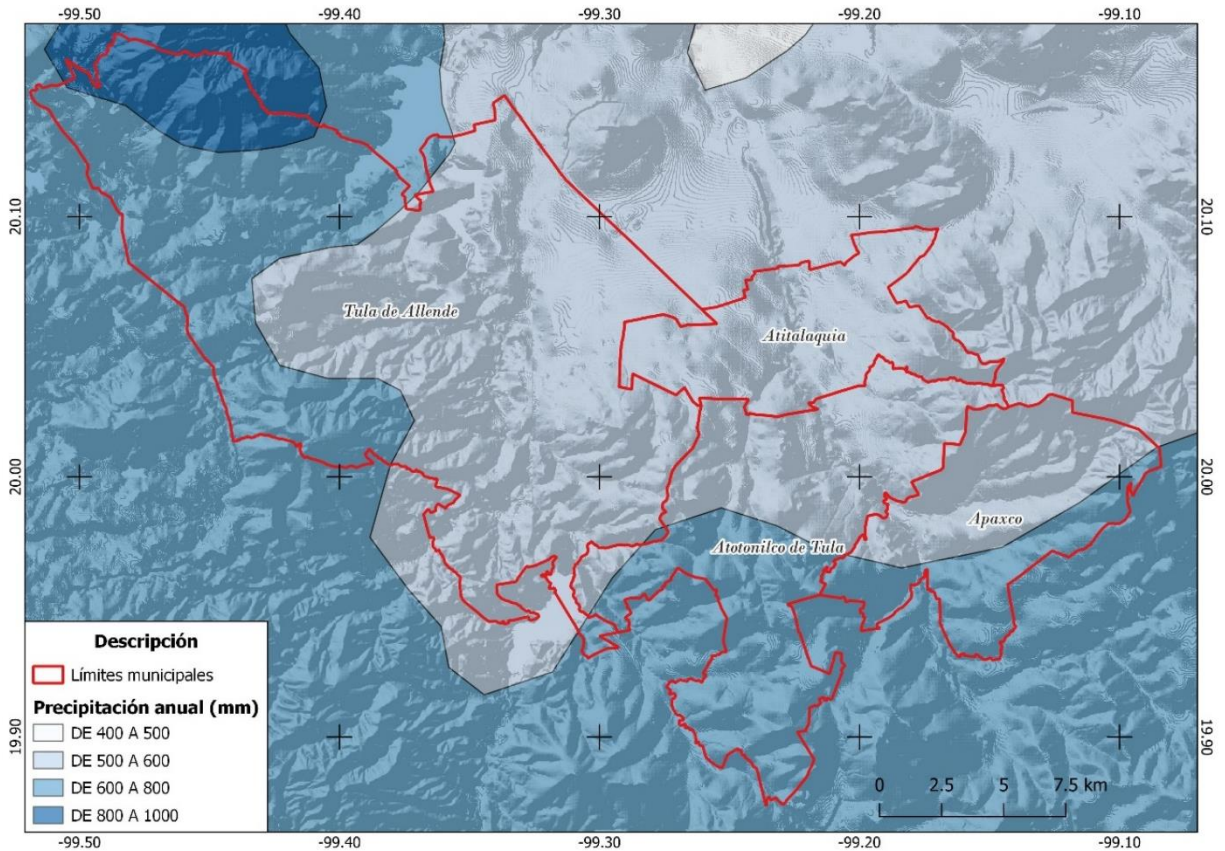 -99.50 -99.40 -99.30 -99.20 -99.10
20.10 20.10
Tula de Allende
Atitalaquia
20.00 20.00
Apaxco
Atotonilco de Tula
Descripción
Límites municipales
Precipitación anual (mm)
DE 400 A 500
DE 500 A 600
DE 600 A 800
DE 800 A 1000
19.90 19.90
0 2.5 5 7.5 km
-99.50 -99.40 -99.30 -99.20 -99.10